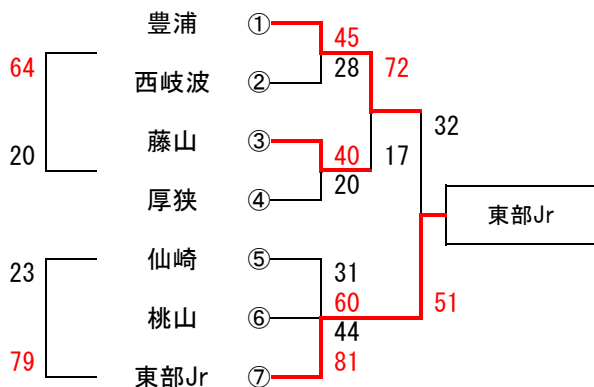 豊浦 ① 45
64 西岐波 ② 28 72
藤山 ③ 32
20 40 17
厚狭 ④ 20
東部Jr
仙崎 ⑤
23 31
桃山 ⑥ 60 51
44
79 東部Jr ⑦ 81